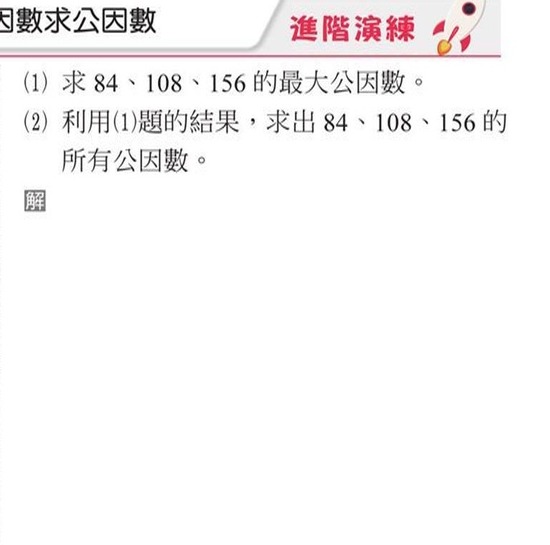 因數求公因數
進階演練
⑴ 求 84、108、156 的最大公因數。
⑵ 利用⑴題的結果,求出 84、108、156 的
所有公因數。
解